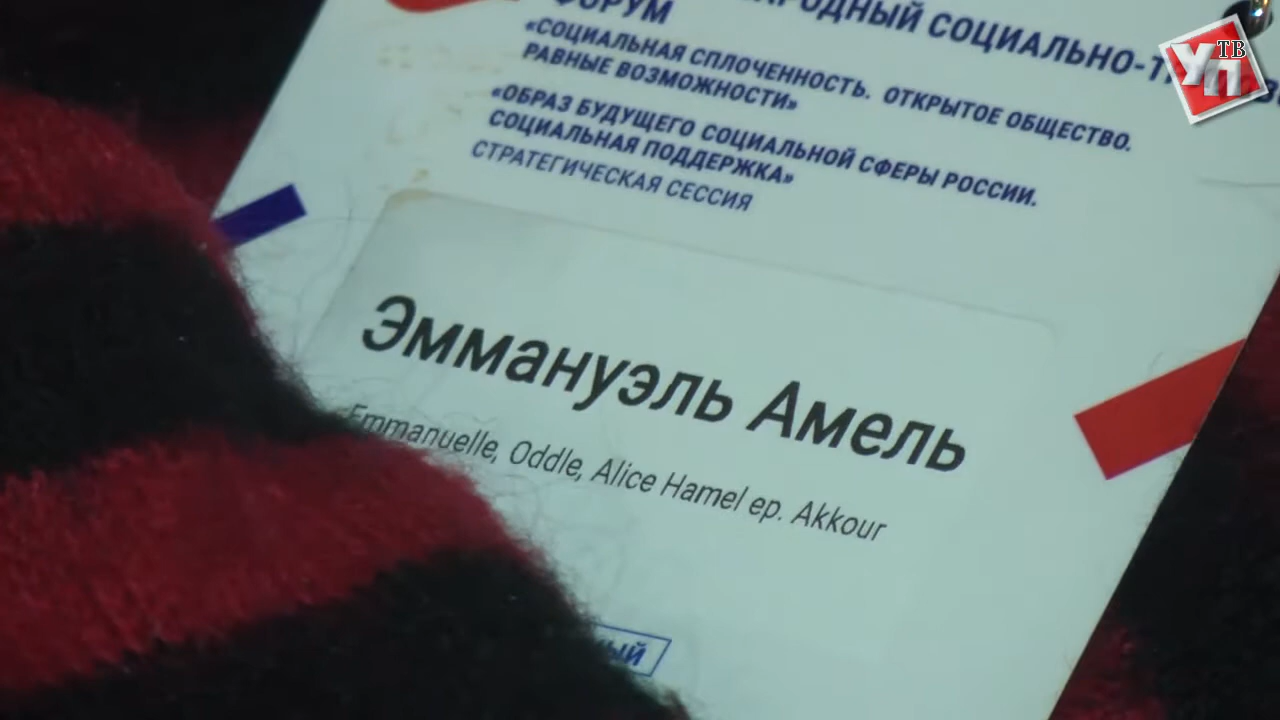 ФОРУМ
«СОЦИАЛЬНАЯ СПЛОЧЕННОСТЬ. ОТКРЫТОЕ ОБЩЕСТВО.
РАВНЫЕ ВОЗМОЖНОСТИ»
«ОБРАЗ БУДУЩЕГО СОЦИАЛЬНОЙ СФЕРЫ РОССИИ.
СОЦИАЛЬНАЯ ПОДДЕРЖКА»
СТРАТЕГИЧЕСКАЯ СЕССИЯ
Эммануэль Амель
Emmanuelle, Oddle, Alice Hamel ep. Akkour
УП ТВ